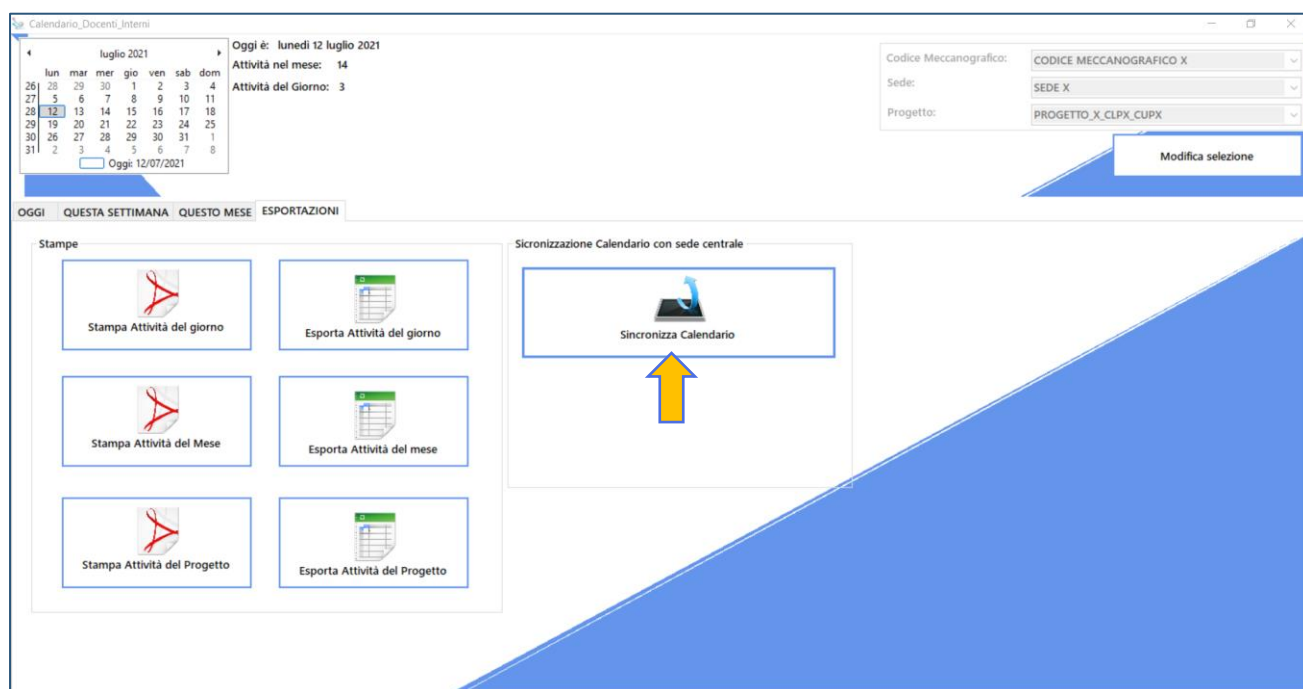 Calendario_Docenti_Interni
luglio 2021
lun mar mer gio ven sab dom
26 28 29 30 1 2 3 4
27 5 6 7 8 9 10 11
28 12 13 14 15 16 17 18
29 19 20 21 22 23 24 25
30 26 27 28 29 30 31 1
31 2 3 4 5 6 7 8
Oggi: 12/07/2021
Oggi è: lunedì 12 luglio 2021
Attività nel mese: 14
Attività del Giorno: 3
Codice Meccanografico: CODICE MECCANOGRAFICO X
Sede: SEDE X
Progetto: PROGETTO_X_CLPX_CUPX
Modifica selezione
OGGI QUESTA SETTIMANA QUESTO MESE ESPORTAZIONI
Stampe
Stampa Attività del giorno
Esporta Attività del giorno
Stampa Attività del Mese
Esporta Attività del mese
Stampa Attività del Progetto
Esporta Attività del Progetto
Sicronizzazione Calendario con sede centrale
Sincronizza Calendario